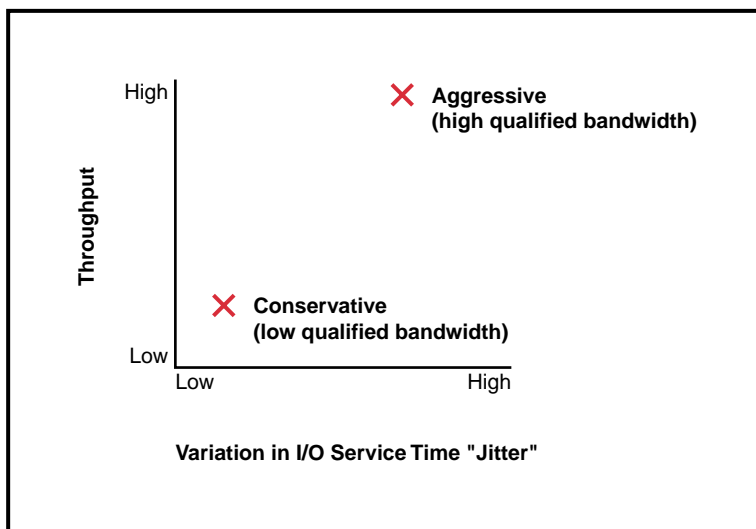 High
Aggressive
(high qualified bandwidth)
Throughput
Conservative
(low qualified bandwidth)
Low
Low High
Variation in I/O Service Time "Jitter"